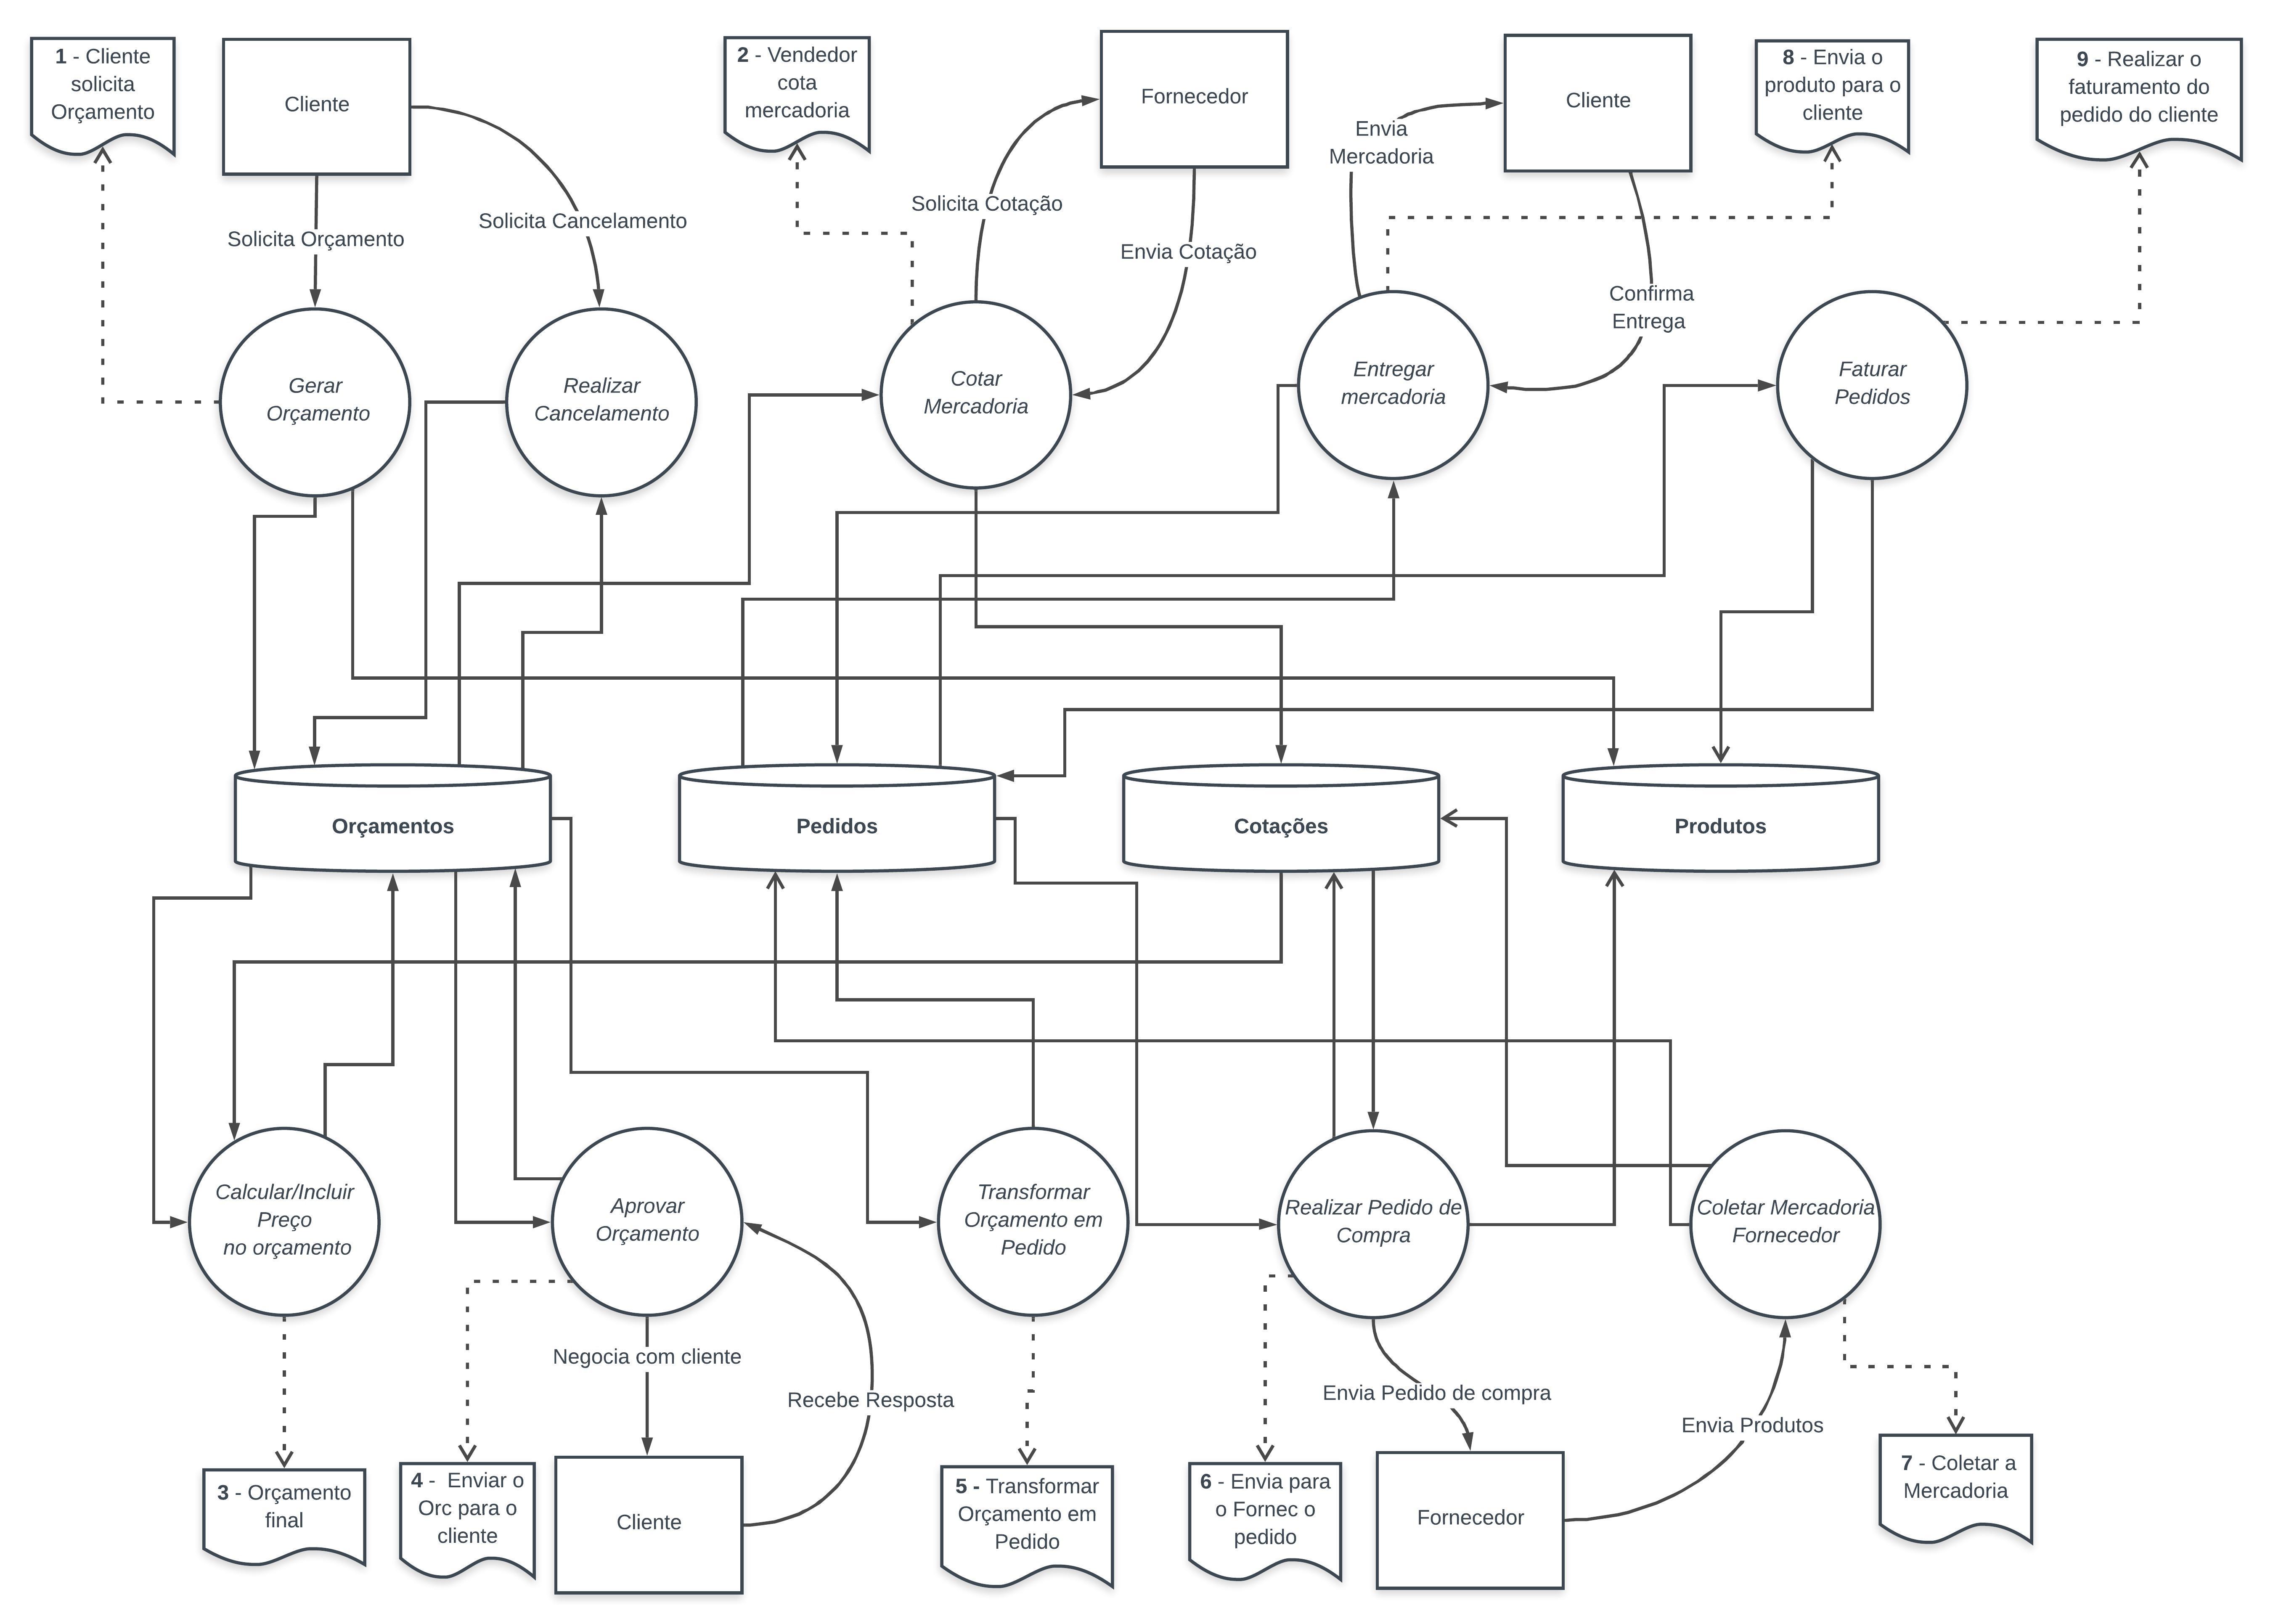 1 - Cliente
solicita
Orçamento
Cliente
2 - Vendedor
cota
mercadoria
Fornecedor
Cliente
8 - Envia o
produto para o
cliente
9 - Realizar o
faturamento do
pedido do cliente
Envia
Mercadoria
Solicita Orçamento
Solicita Cancelamento
Solicita Cotação
Envia Cotação
Confirma
Entrega
Gerar
Orçamento
Realizar
Cancelamento
Cotar
Mercadoria
Entregar
mercadoria
Faturar
Pedidos
Orçamentos
Pedidos
Cotações
Produtos
Calcular/Incluir
Preço
no orçamento
Aprovar
Orçamento
Transformar
Orçamento em
Pedido
Realizar Pedido de
Compra
Coletar Mercadoria
Fornecedor
Negocia com cliente
Recebe Resposta
Envia Pedido de compra
Envia Produtos
3 - Orçamento
final
4 - Enviar o
Orc para o
cliente
Cliente
5 - Transformar
Orçamento em
Pedido
6 - Envia para
o Fornec o
pedido
Fornecedor
7 - Coletar a
Mercadoria